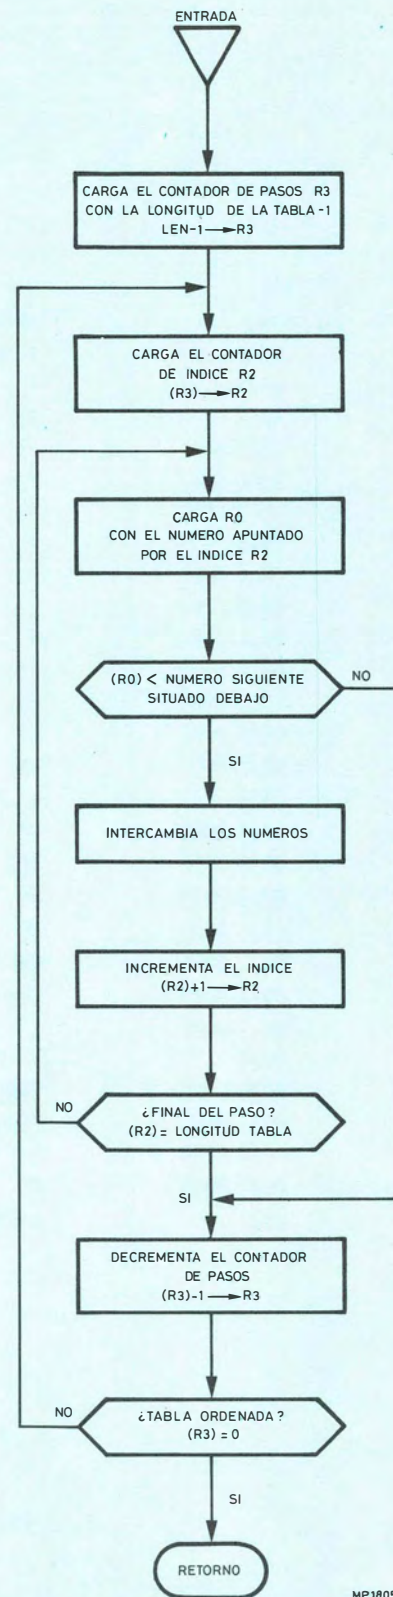 ENTRADA
CARGA EL CONTADOR DE PASOS R3
CON LA LONGITUD DE LA TABLA-1
LEN-1→R3
CARGA EL CONTADOR
DE INDICE R2
(R3)→R2
CARGA R0
CON EL NUMERO APUNTADO
POR EL INDICE R2
(R0) < NUMERO SIGUIENTE
SITUADO DEBAJO
NO
SI
INTERCAMBIA LOS NUMEROS
INCREMENTA EL INDICE
(R2)+1→R2
NO
¿FINAL DEL PASO?
(R2)= LONGITUD TABLA
SI
DECREMENTA EL CONTADOR
DE PASOS
(R3)-1→R3
NO
¿TABLA ORDENADA?
(R3)=0
SI
RETORNO
MP1809